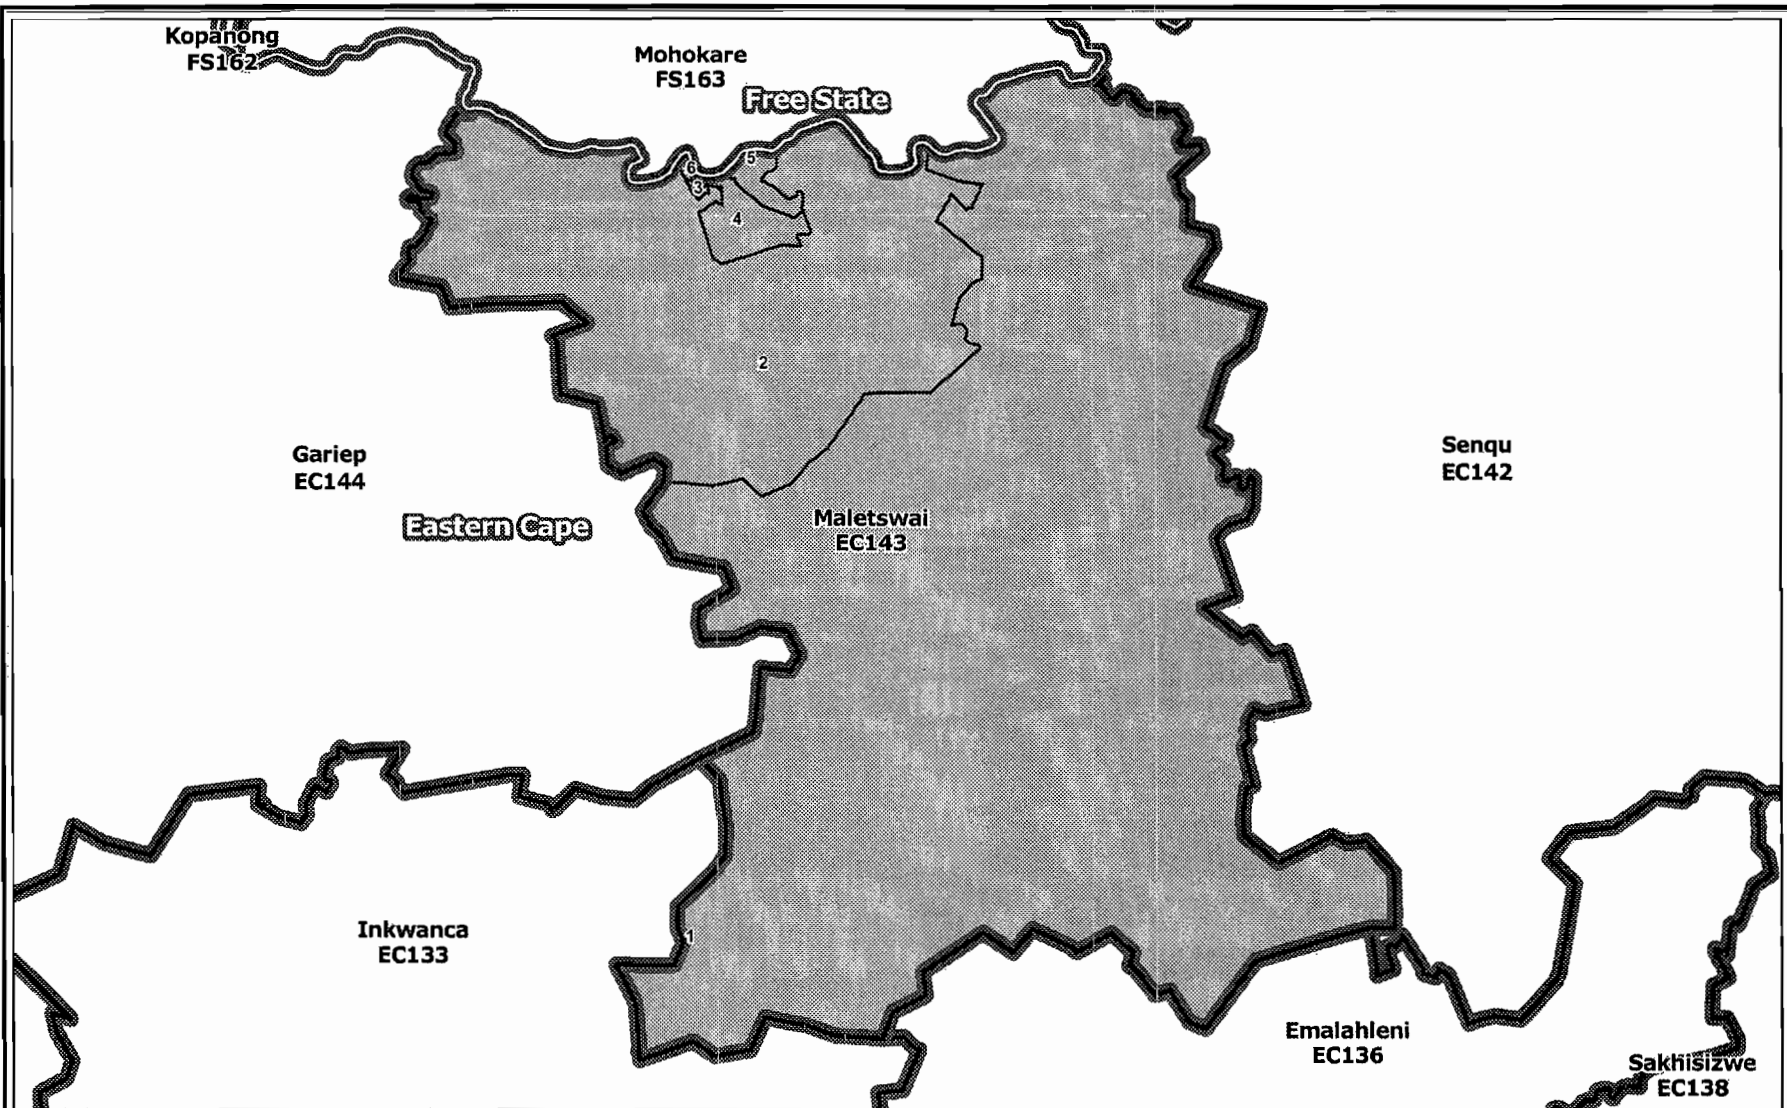 Kopanong
FS162
Mohokare
FS163
Free State
5
6
3
4
2
Gariep
EC144
Senqu
EC142
Eastern Cape
Maletswai
EC143
Inkwanca
EC133
1
Emalahleni
EC136
Sakhisizwe
EC138